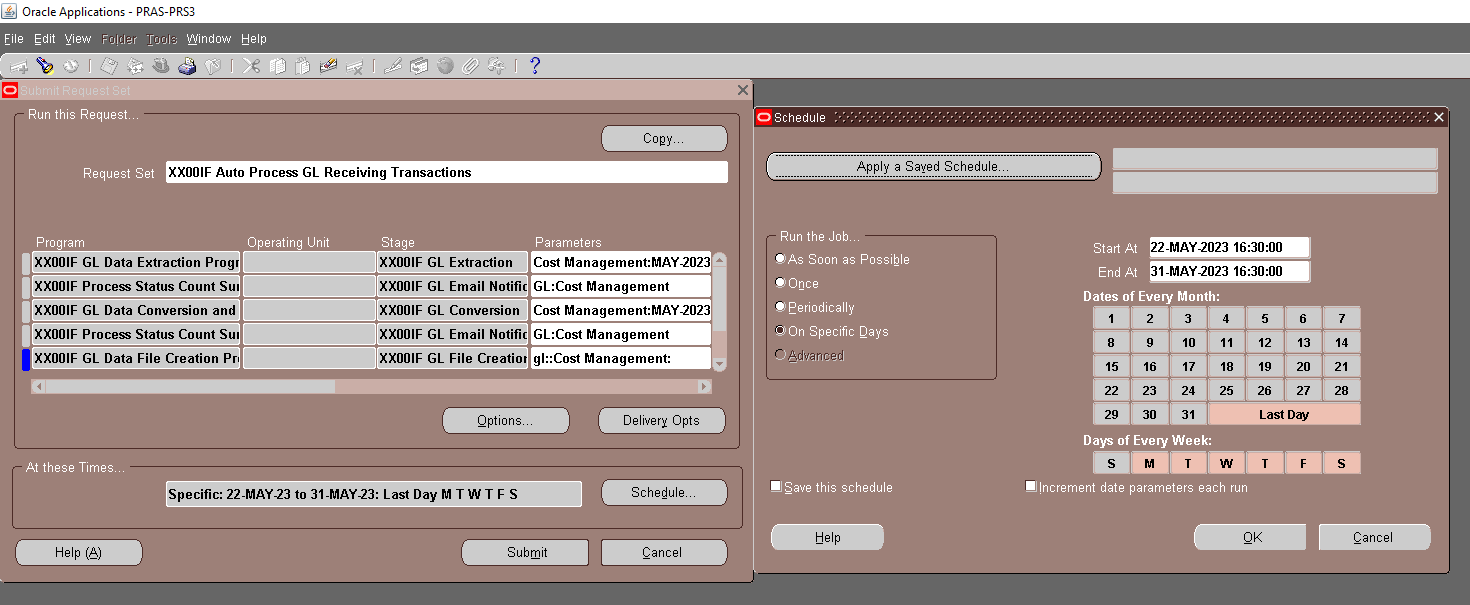 Oracle Applications - PRAS-PRS3
File Edit View Folder Tools Window Help
Submit Request Set
Run this Request...
Copy...
Request Set XX00IF Auto Process GL Receiving Transactions
Program Operating Unit Stage Parameters
XX00IF GL Data Extraction Progr XX00IF GL Extraction Cost Management:MAY-2023
XX00IF Process Status Count Sur XX00IF GL Email Notific GL:Cost Management
XX00IF GL Data Conversion and XX00IF GL Conversion Cost Management:MAY-2023
XX00IF Process Status Count Sur XX00IF GL Email Notific GL:Cost Management
XX00IF GL Data File Creation Pr XX00IF GL File Creation gl::Cost Management:
Options... Delivery Opts
At these Times...
Specific: 22-MAY-23 to 31-MAY-23: Last Day M T W T F S Schedule...
Help (A) Submit Cancel
Schedule
Apply a Saved Schedule...
Run the Job...
As Soon as Possible
Once
Periodically
On Specific Days
Advanced
Start At 22-MAY-2023 16:30:00
End At 31-MAY-2023 16:30:00
Dates of Every Month:
1 2 3 4 5 6 7
8 9 10 11 12 13 14
15 16 17 18 19 20 21
22 23 24 25 26 27 28
29 30 31 Last Day
Days of Every Week:
S M T W T F S
Save this schedule Increment date parameters each run
Help OK Cancel